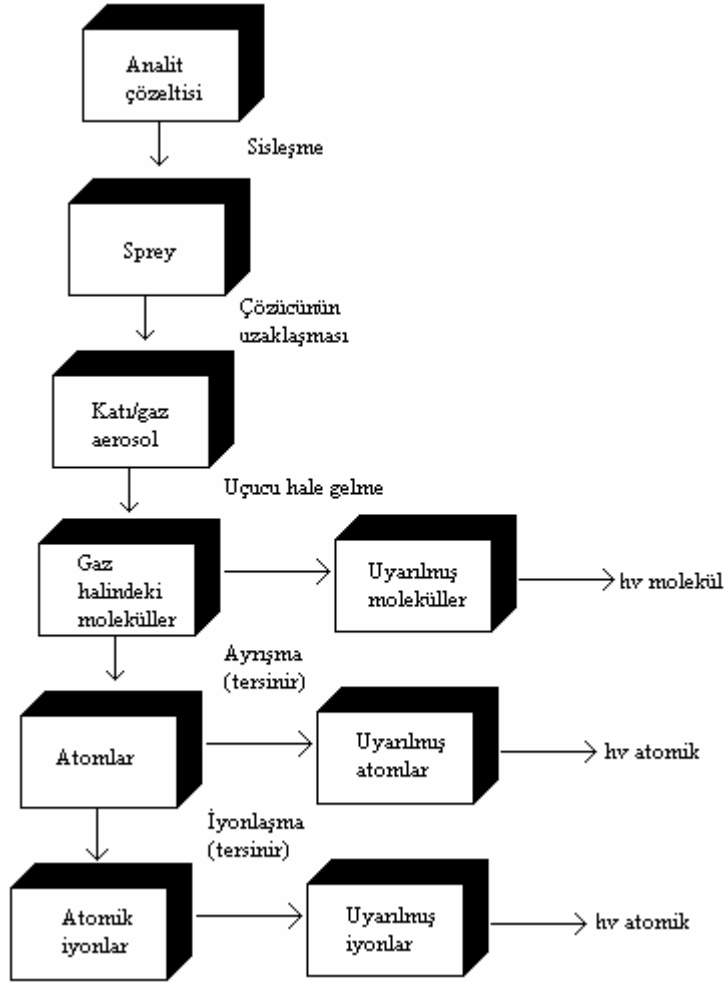 Analit
çözeltisi
Sisleşme
Sprey
Çözücünün
uzaklaşması
Katı/gaz
aerosol
Uçucu hale gelme
Gaz
halindeki
moleküller
Uyarılmış
moleküller
hv molekül
Ayrışma
(tersinir)
Atomlar
Uyarılmış
atomlar
hv atomik
İyonlaşma
(tersinir)
Atomik
iyonlar
Uyarılmış
iyonlar
hv atomik